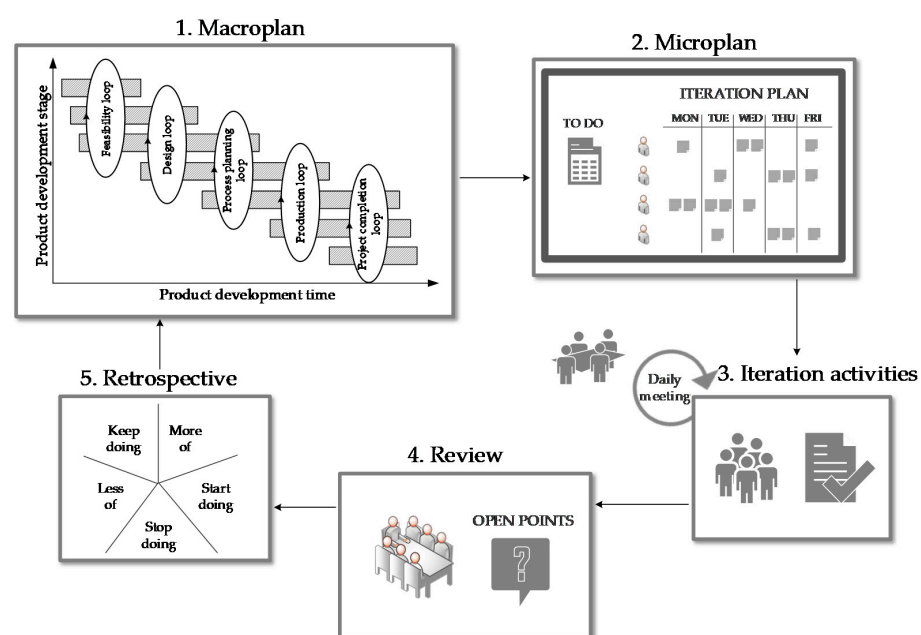 1. Macroplan
Product development stage
Feasibility loop
Design loop
Process planning
loop
Production loop
Project completion
loop
Product development time
2. Microplan
ITERATION PLAN
TO DO
MON TUE WED THU FRI
3. Iteration activities
Daily
meeting
4. Review
OPEN POINTS
?
5. Retrospective
Keep
doing
More
of
Less
of
Start
doing
Stop
doing